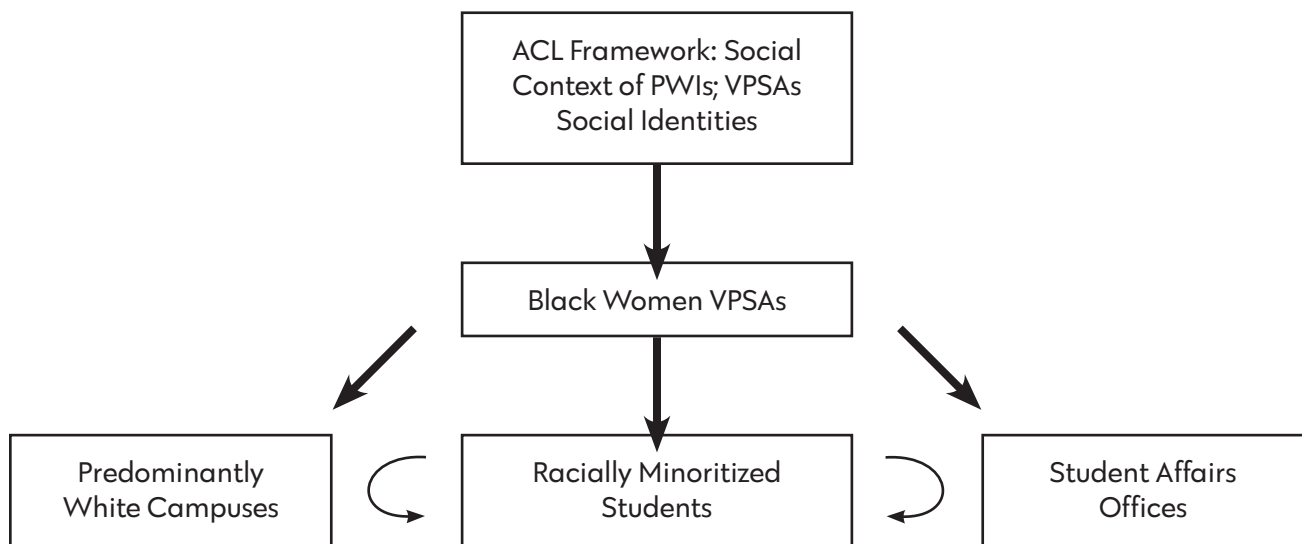 ACL Framework: Social
Context of PWIs; VPSAs
Social Identities
Black Women VPSAs
Predominantly
White Campuses
Racially Minoritized
Students
Student Affairs
Offices